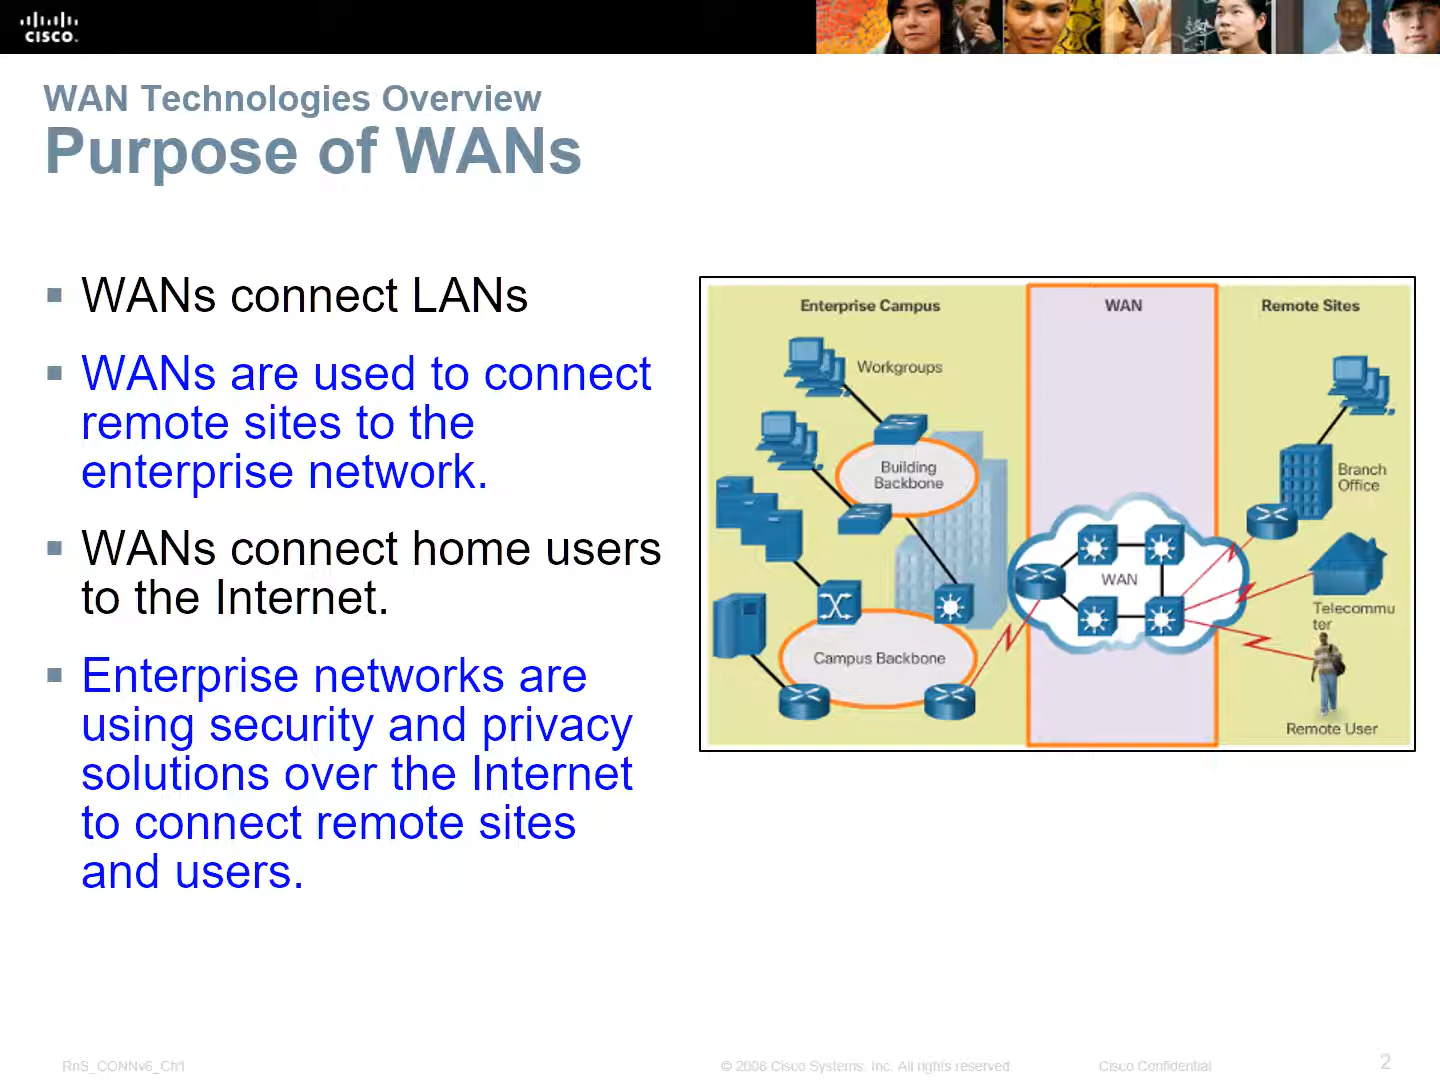 CISCO.
WAN Technologies Overview
Purpose of WANs
WANs connect LANs
WANs are used to connect
remote sites to the
enterprise network.
WANs connect home users
to the Internet.
Enterprise networks are
using security and privacy
solutions over the Internet
to connect remote sites
and users.
Enterprise Campus
WAN
Remote Sites
Workgroups
Building
Backbone
Branch
Office
WAN
Telecommu
ter
Campus Backbone
Remote User
RnS_CONNv6_Ch1
© 2008 Cisco Systems, Inc. All rights reserved
Cisco Confidential
2